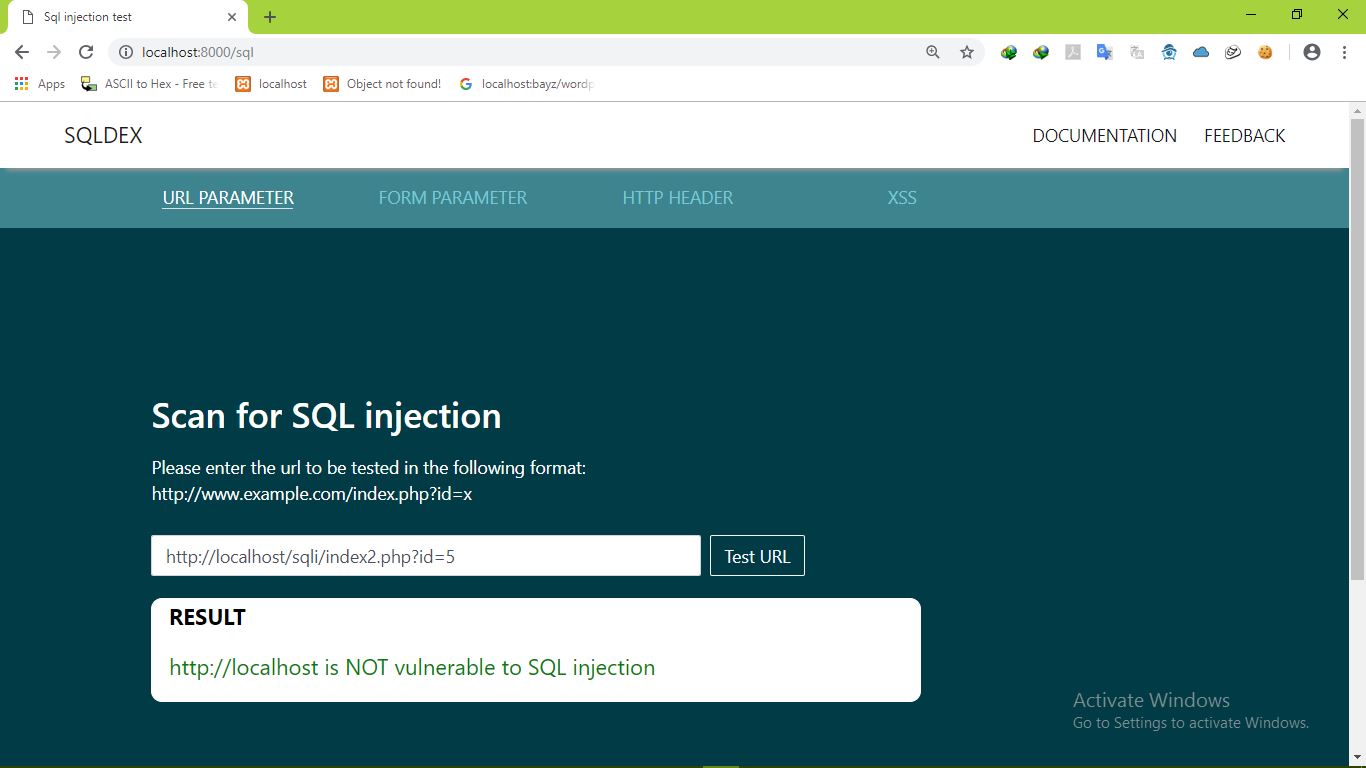 Sql injection test
localhost:8000/sql
Apps
ASCII to Hex - Free te
localhost
Object not found!
localhost:bayz/wordp
SQLDEX
DOCUMENTATION
FEEDBACK
URL PARAMETER
FORM PARAMETER
HTTP HEADER
XSS
Scan for SQL injection
Please enter the url to be tested in the following format:
http://www.example.com/index.php?id=x
http://localhost/sqli/index2.php?id=5
Test URL
RESULT
http://localhost is NOT vulnerable to SQL injection
Activate Windows
Go to Settings to activate Windows.